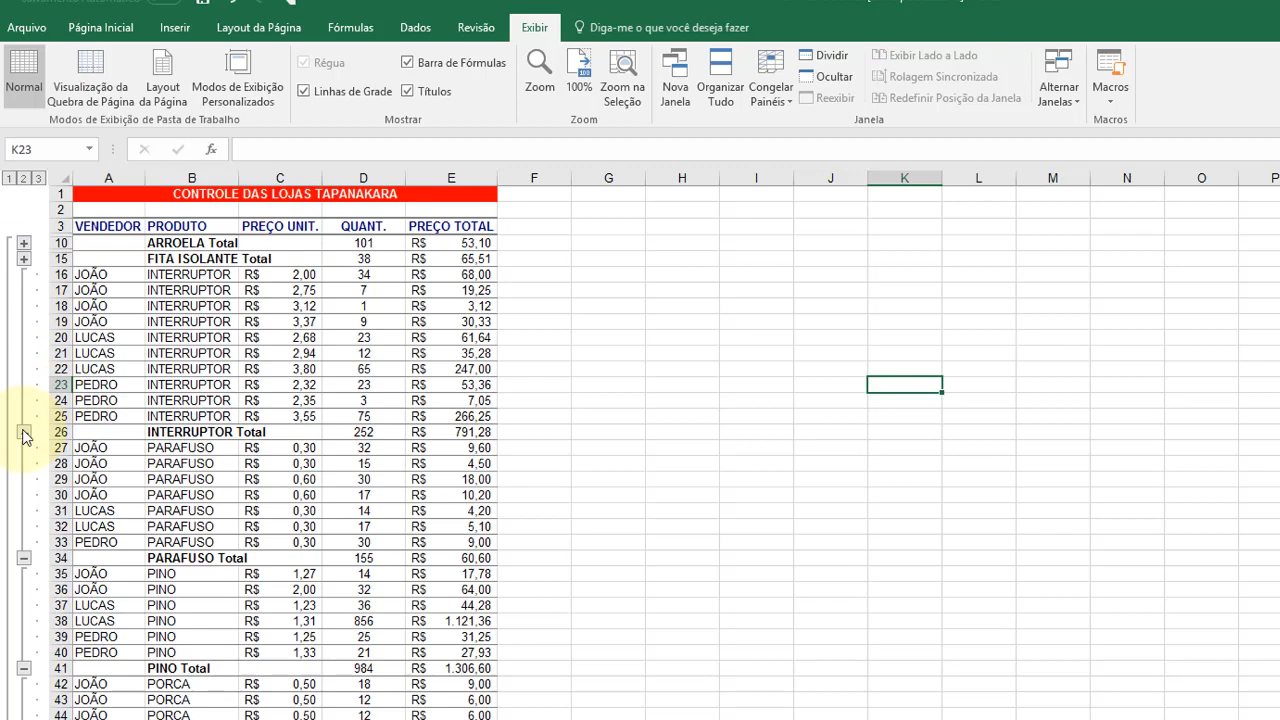 Arquivo Página Inicial Inserir Layout da Página Fórmulas Dados Revisão Exibir Diga-me o que você deseja fazer
Normal Visualização da Quebra de Página Layout da Página Modos de Exibição Personalizados
Modos de Exibição de Pasta de Trabalho
Régua Barra de Fórmulas
Linhas de Grade Títulos
Mostrar
Zoom 100% Zoom na Seleção
Zoom
Nova Janela Organizar Tudo Congelar Painéis
Dividir Exibir Lado a Lado
Ocultar Rolagem Sincronizada
Reexibir Redefinir Posição da Janela
Alternar Janelas
Janela
Macros
Macros
K23 fx
1 2 3 A B C D E F G H I J K L M N O P
1 CONTROLE DAS LOJAS TAPANAKARA
2
3 VENDEDOR PRODUTO PREÇO UNIT. QUANT. PREÇO TOTAL
10 ARROELA Total 101 R$ 53,10
15 FITA ISOLANTE Total 38 R$ 65,51
16 JOÃO INTERRUPTOR R$ 2,00 34 R$ 68,00
17 JOÃO INTERRUPTOR R$ 2,75 7 R$ 19,25
18 JOÃO INTERRUPTOR R$ 3,12 1 R$ 3,12
19 JOÃO INTERRUPTOR R$ 3,37 9 R$ 30,33
20 LUCAS INTERRUPTOR R$ 2,68 23 R$ 61,64
21 LUCAS INTERRUPTOR R$ 2,94 12 R$ 35,28
22 LUCAS INTERRUPTOR R$ 3,80 65 R$ 247,00
23 PEDRO INTERRUPTOR R$ 2,32 23 R$ 53,36
24 PEDRO INTERRUPTOR R$ 2,35 3 R$ 7,05
25 PEDRO INTERRUPTOR R$ 3,55 75 R$ 266,25
26 INTERRUPTOR Total 252 R$ 791,28
27 JOÃO PARAFUSO R$ 0,30 32 R$ 9,60
28 JOÃO PARAFUSO R$ 0,30 15 R$ 4,50
29 JOÃO PARAFUSO R$ 0,60 30 R$ 18,00
30 JOÃO PARAFUSO R$ 0,60 17 R$ 10,20
31 LUCAS PARAFUSO R$ 0,30 14 R$ 4,20
32 LUCAS PARAFUSO R$ 0,30 17 R$ 5,10
33 PEDRO PARAFUSO R$ 0,30 30 R$ 9,00
34 PARAFUSO Total 155 R$ 60,60
35 JOÃO PINO R$ 1,27 14 R$ 17,78
36 JOÃO PINO R$ 2,00 32 R$ 64,00
37 LUCAS PINO R$ 1,23 36 R$ 44,28
38 LUCAS PINO R$ 1,31 856 R$ 1.121,36
39 PEDRO PINO R$ 1,25 25 R$ 31,25
40 PEDRO PINO R$ 1,33 21 R$ 27,93
41 PINO Total 984 R$ 1.306,60
42 JOÃO PORCA R$ 0,50 18 R$ 9,00
43 JOÃO PORCA R$ 0,50 12 R$ 6,00
44 JOÃO PORCA R$ 0,50 12 R$ 6,00